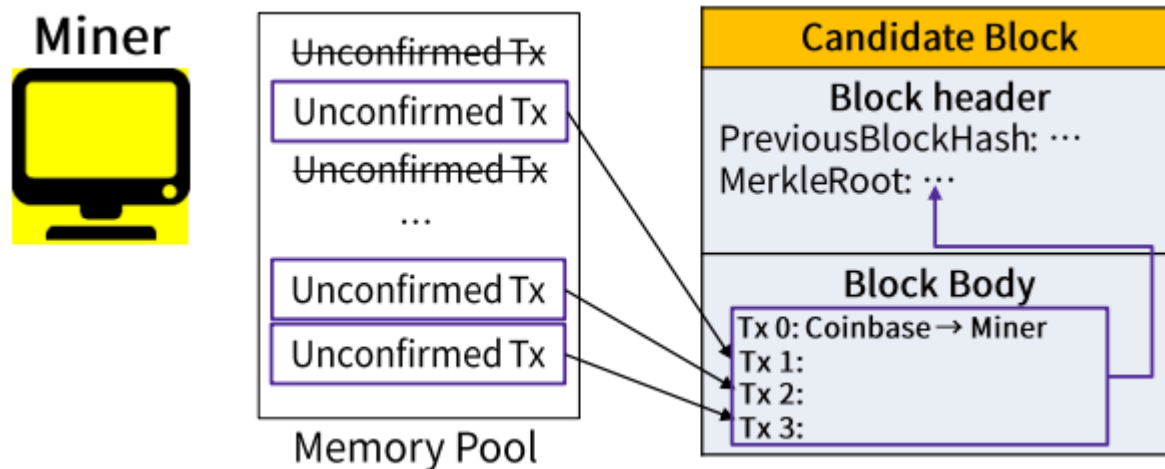 Miner
Unconfirmed Tx
Unconfirmed Tx
Unconfirmed Tx
…
Unconfirmed Tx
Unconfirmed Tx
Memory Pool
Candidate Block
Block header
PreviousBlockHash: …
MerkleRoot: …
Block Body
Tx 0: Coinbase → Miner
Tx 1:
Tx 2:
Tx 3: